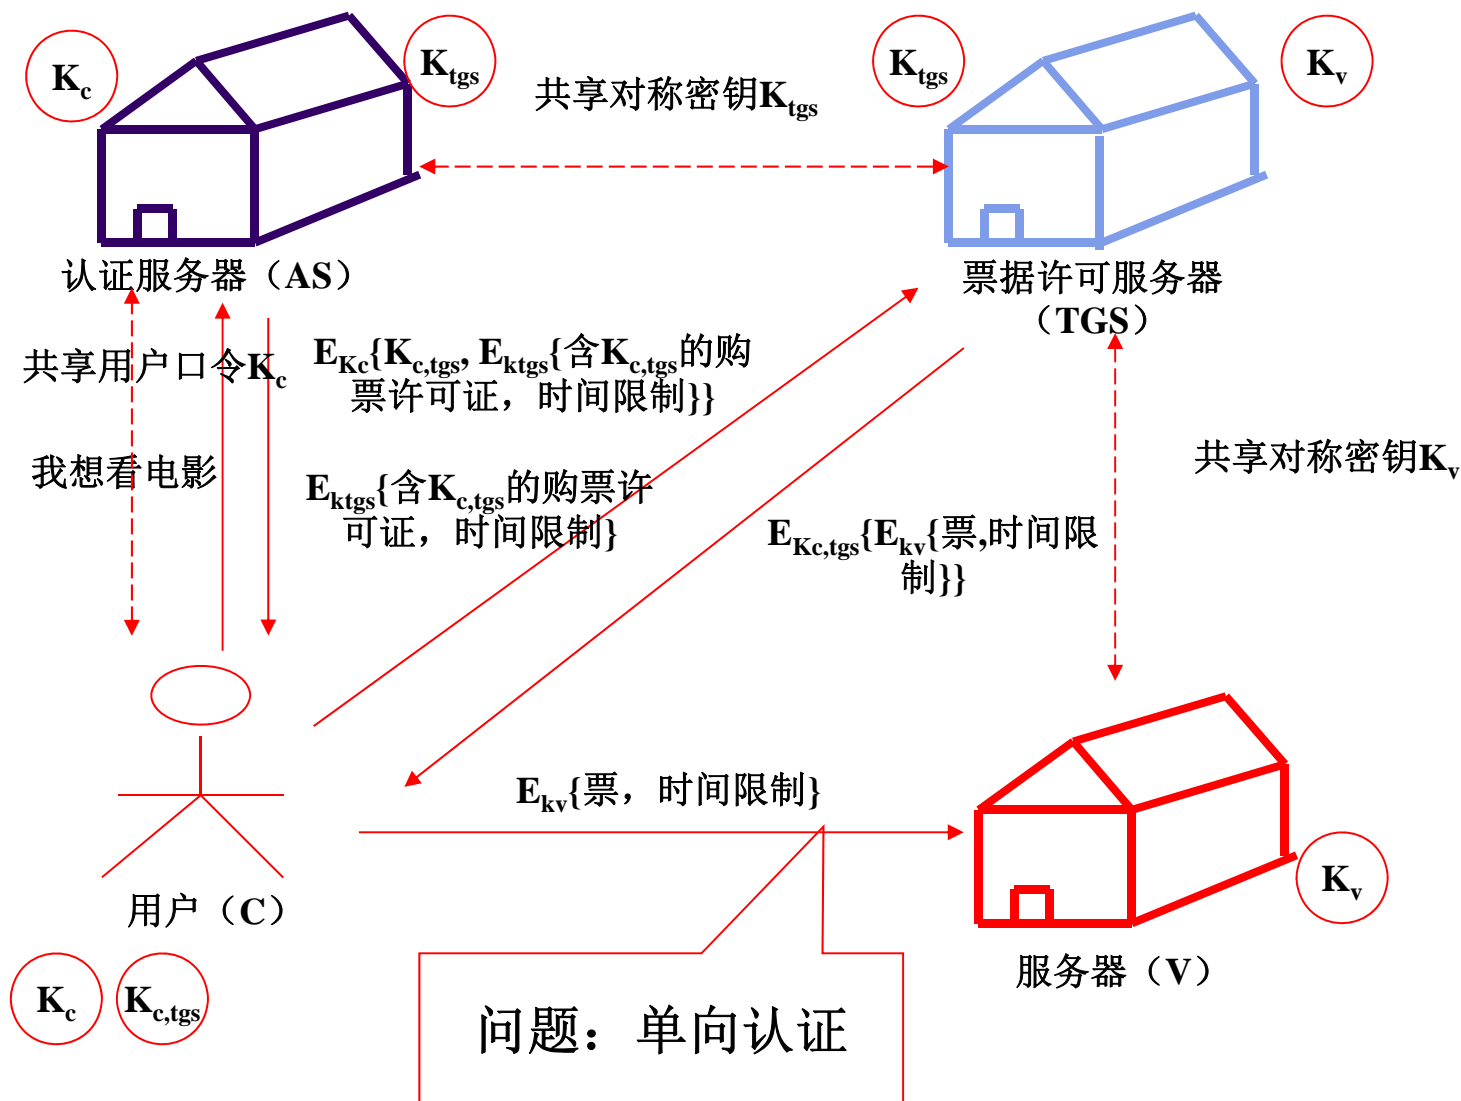 Kc
Ktgs
Ktgs
Kv
共享对称密钥Ktgs
认证服务器（AS）
票据许可服务器
（TGS）
共享用户口令Kc
EKc{Kc,tgs, Ektgs{含Kc,tgs的购
票许可证，时间限制}}
我想看电影
Ektgs{含Kc,tgs的购票许
可证，时间限制}
共享对称密钥Kv
EKc,tgs{Ekv{票,时间限
制}}
Ekv{票，时间限制}
用户（C）
Kv
服务器（V）
Kc
Kc,tgs
问题：单向认证